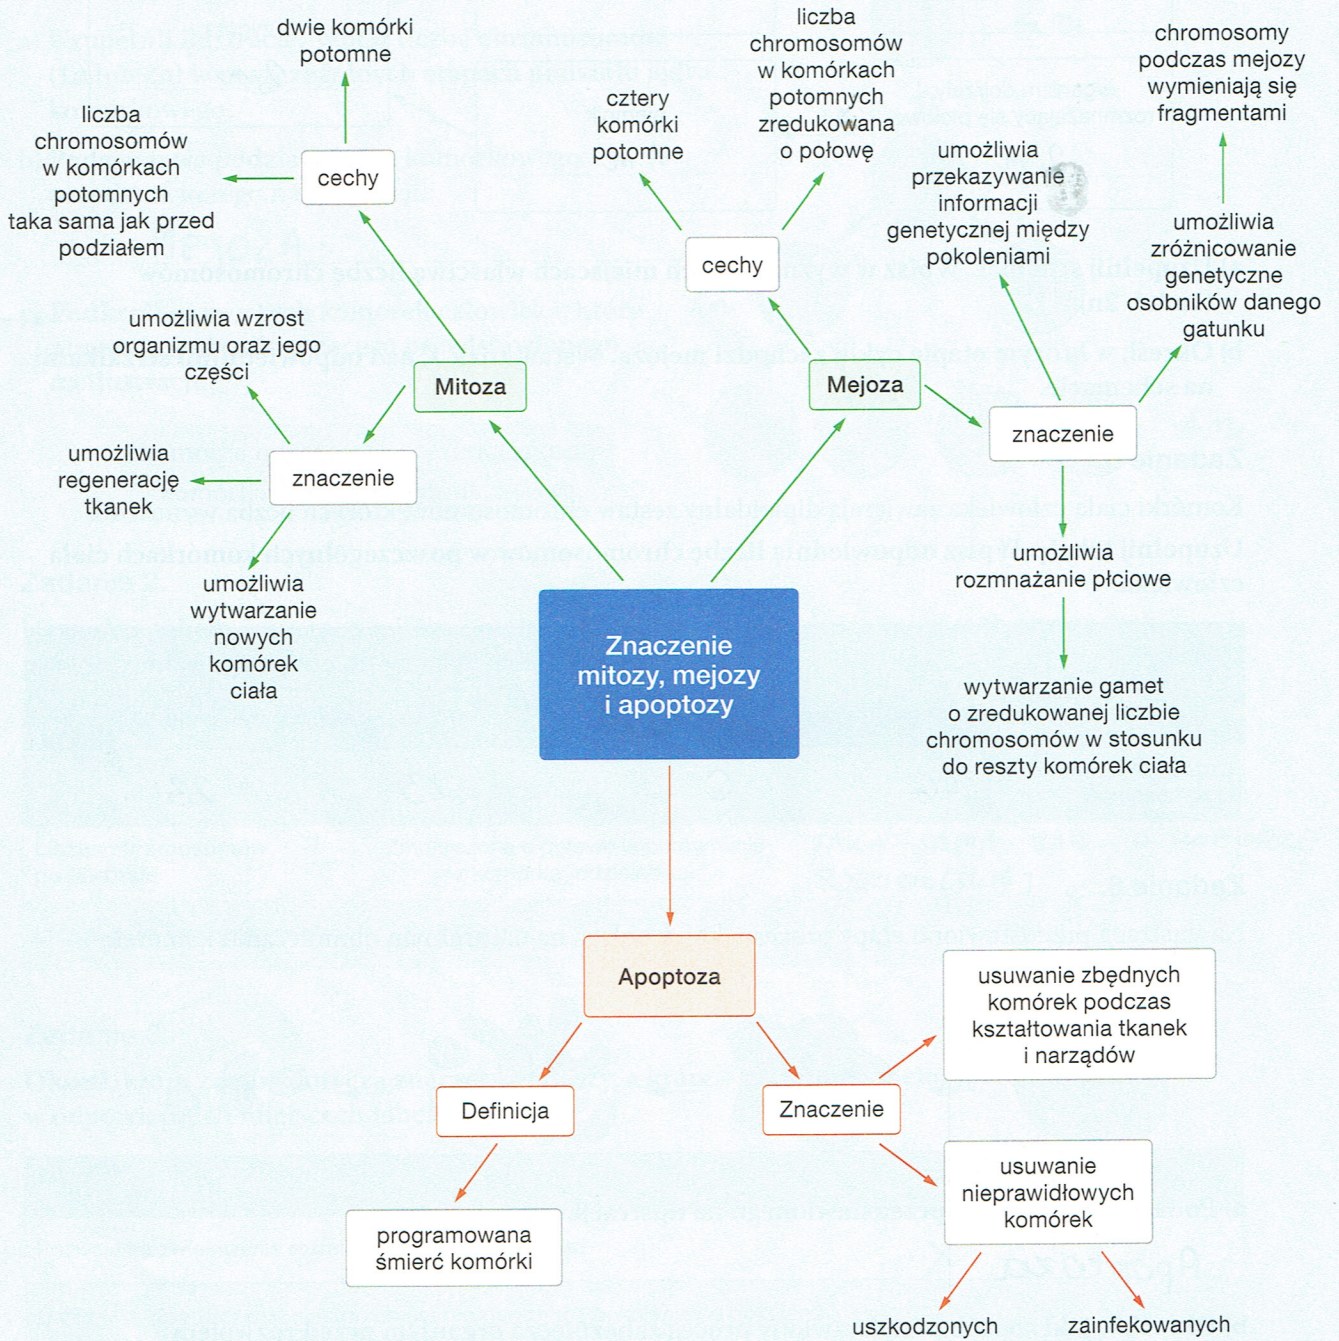 dwie komórki
potomne
liczba
chromosomów
w komórkach
potomnych
taka sama jak przed
podziałem
cechy
umożliwia wzrost
organizmu oraz jego
części
Mitoza
umożliwia
regenerację
tkanek
znaczenie
umożliwia
wytwarzanie
nowych
komórek
ciała
liczba
chromosomów
w komórkach
potomnych
zredukowana
o połowę
cztery
komórki
potomne
cechy
Mejoza
chromosomy
podczas mejozy
wymieniają się
fragmentami
umożliwia
przekazywanie
informacji
genetycznej między
pokoleniami
umożliwia
zróżnicowanie
genetyczne
osobników danego
gatunku
znaczenie
umożliwia
rozmnażanie płciowe
wytwarzanie gamet
o zredukowanej liczbie
chromosomów w stosunku
do reszty komórek ciała
Znaczenie
mitozy, mejozy
i apoptozy
Apoptoza
Definicja
programowana
śmierć komórki
Znaczenie
usuwanie zbędnych
komórek podczas
kształtowania tkanek
i narządów
usuwanie
nieprawidłowych
komórek
uszkodzonych
zainfekowanych